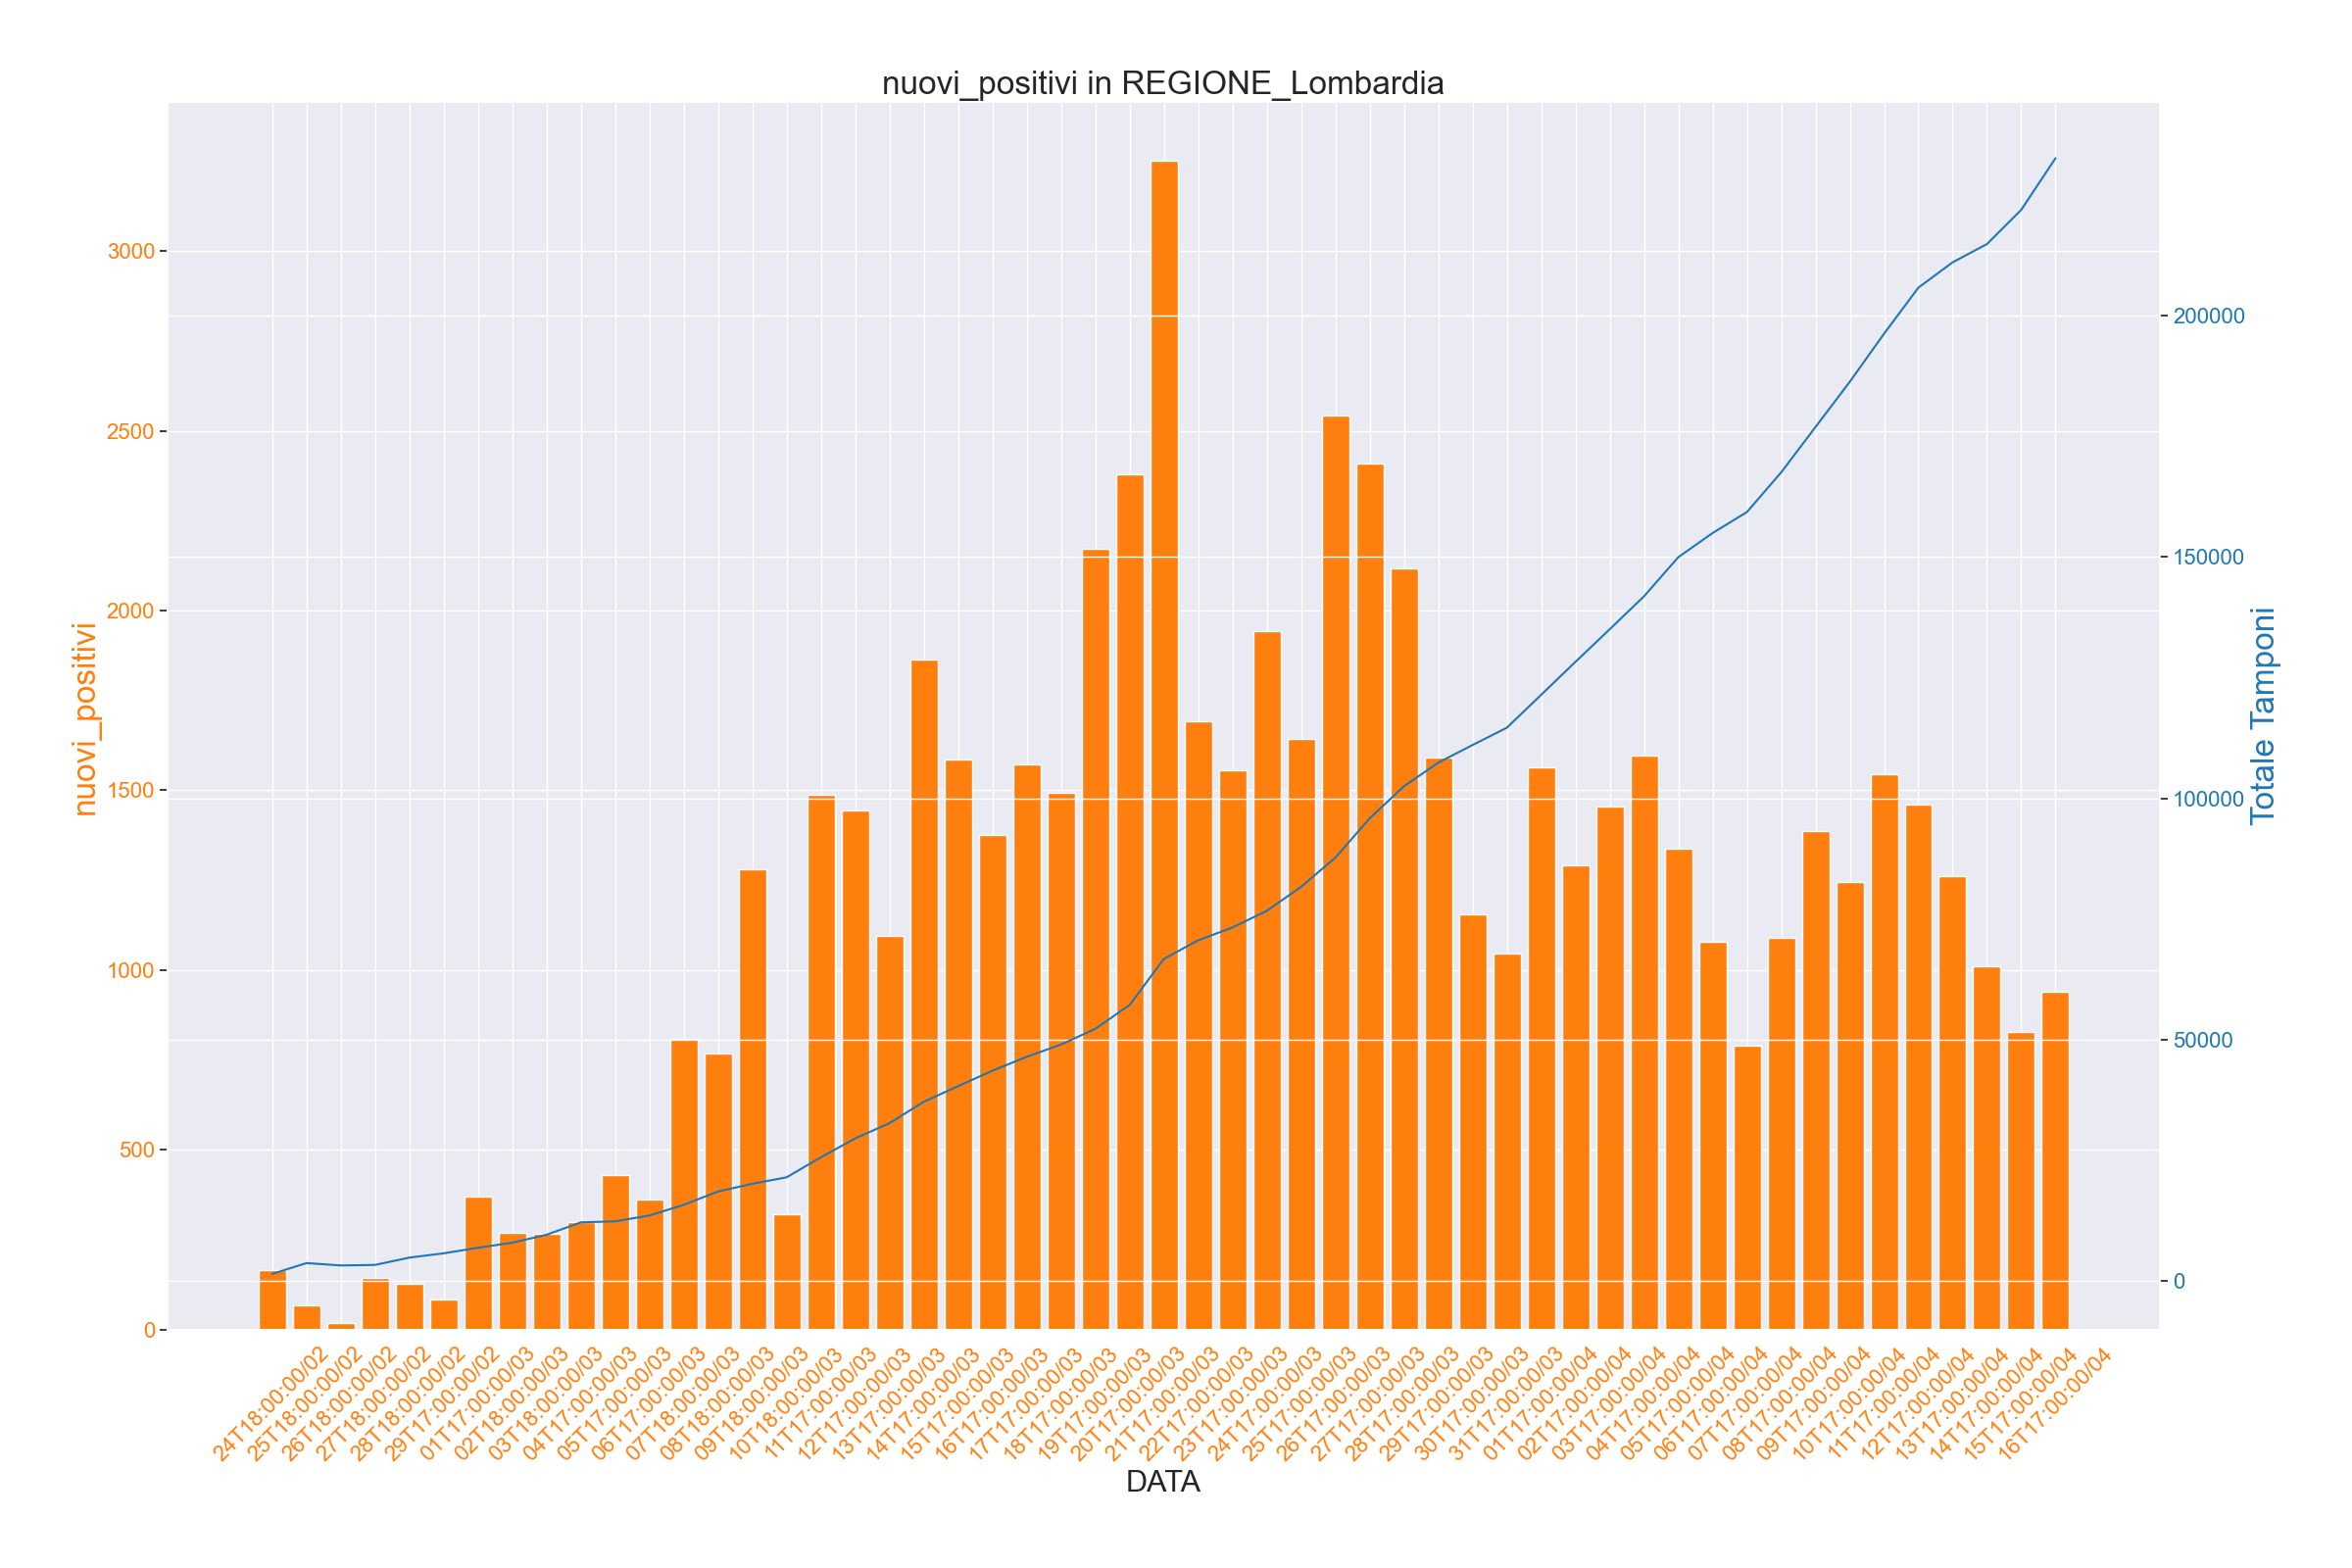 nuovi_positivi in REGIONE_Lombardia
nuovi_positivi
3000
2500
2000
1500
1000
500
0
200000
150000
100000
50000
0
Totale Tamponi
24T18:00:00/02
25T18:00:00/02
26T18:00:00/02
27T18:00:00/02
28T18:00:00/02
29T17:00:00/02
01T17:00:00/03
02T18:00:00/03
03T18:00:00/03
04T17:00:00/03
05T17:00:00/03
06T17:00:00/03
07T18:00:00/03
08T18:00:00/03
09T18:00:00/03
10T18:00:00/03
11T17:00:00/03
12T17:00:00/03
13T17:00:00/03
14T17:00:00/03
15T17:00:00/03
16T17:00:00/03
17T17:00:00/03
18T17:00:00/03
19T17:00:00/03
20T17:00:00/03
21T17:00:00/03
22T17:00:00/03
23T17:00:00/03
24T17:00:00/03
25T17:00:00/03
26T17:00:00/03
27T17:00:00/03
28T17:00:00/03
29T17:00:00/03
30T17:00:00/03
31T17:00:00/03
01T17:00:00/04
02T17:00:00/04
03T17:00:00/04
04T17:00:00/04
05T17:00:00/04
06T17:00:00/04
07T17:00:00/04
08T17:00:00/04
09T17:00:00/04
10T17:00:00/04
11T17:00:00/04
12T17:00:00/04
13T17:00:00/04
14T17:00:00/04
15T17:00:00/04
16T17:00:00/04
DATA